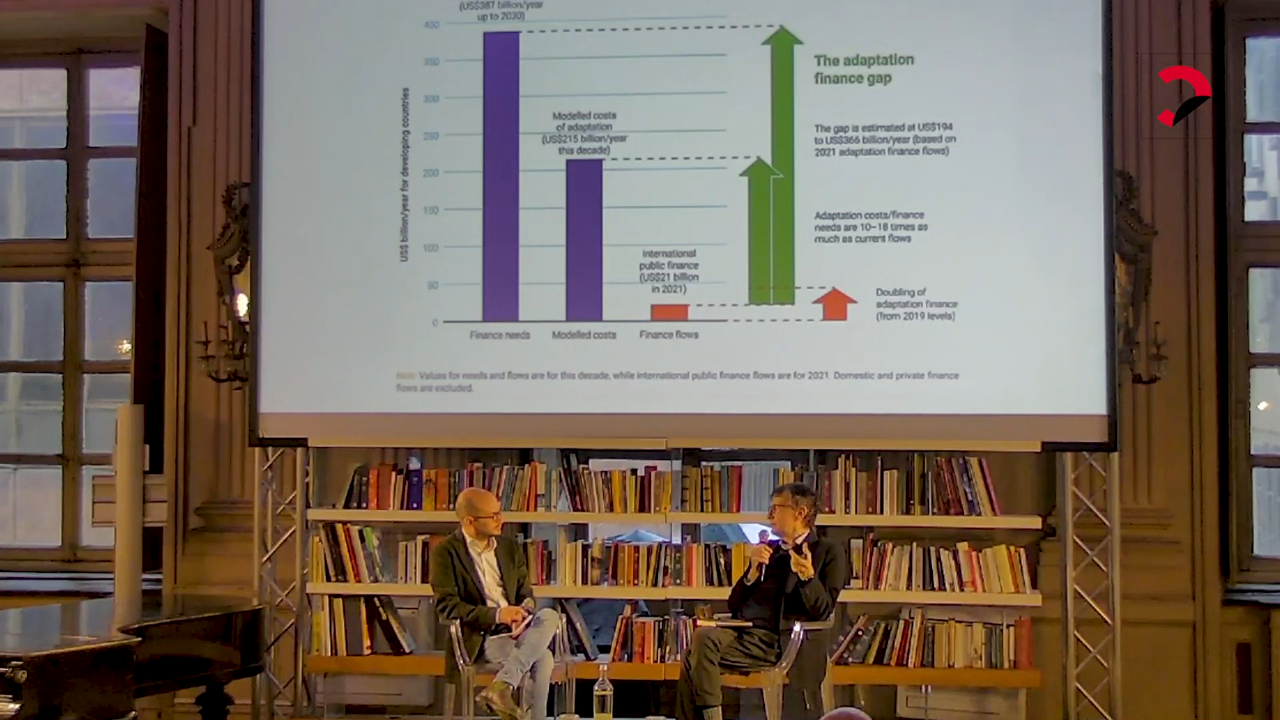 (US$387 billion/year
up to 2030)
400
350
300
250
200
150
100
50
0
US$ billion/year for developing countries
Modelled costs
of adaptation
(US$215 billion/year
this decade)
International
public finance
(US$21 billion
in 2021)
Finance needs
Modelled costs
Finance flows
The adaptation
finance gap
The gap is estimated at US$194
to US$366 billion/year (based on
2021 adaptation finance flows)
Adaptation costs/finance
needs are 10–18 times as
much as current flows
Doubling of
adaptation finance
(from 2019 levels)
Note: Values for needs and flows are for this decade, while international public finance flows are for 2021. Domestic and private finance
flows are excluded.